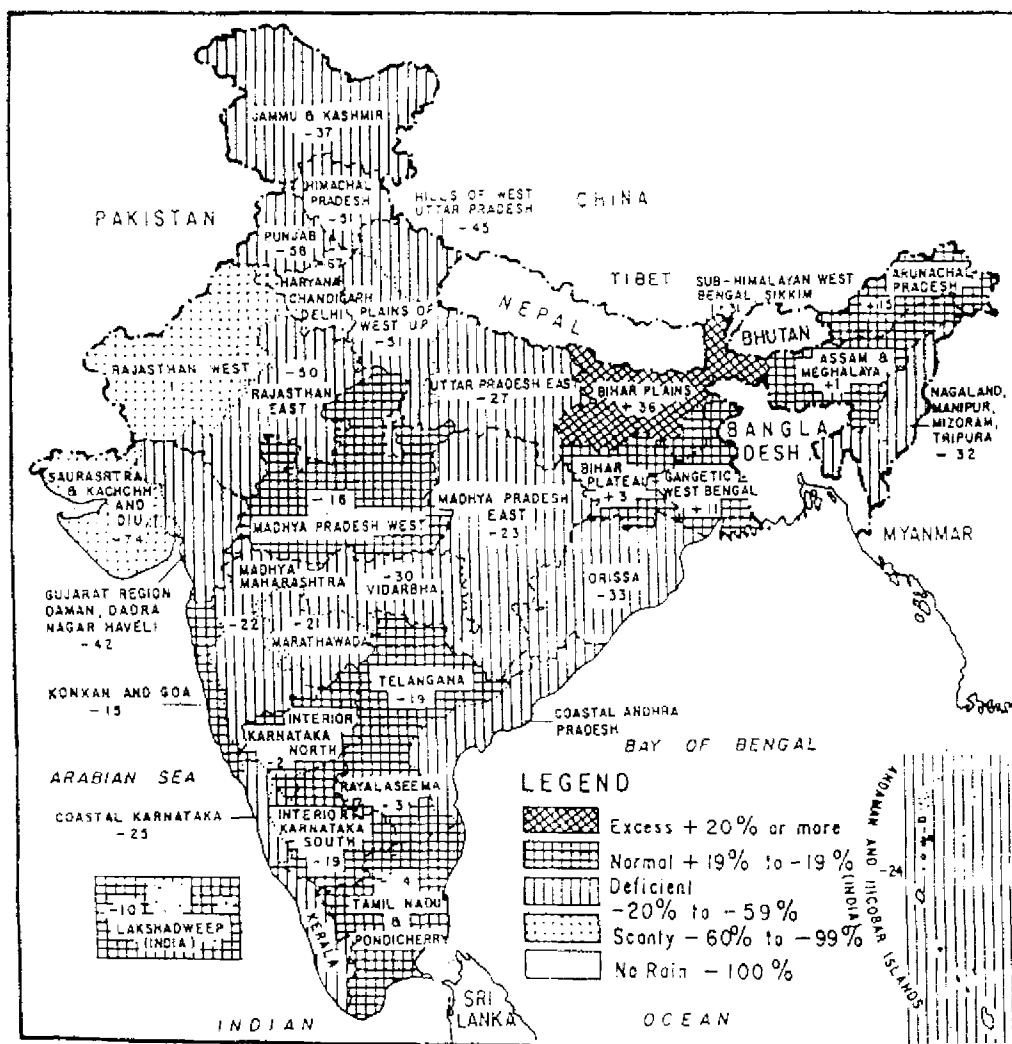 JAMMU & KASHMIR
-37
HIMACHAL
PRADESH
-51
HILLS OF WEST
UTTAR PRADESH
-45
CHINA
PAKISTAN
PUNJAB
-58
-67
HARYANA
CHANDIGARH
DELHI
PLAINS OF
WEST UP
-51
TIBET
NEPAL
SUB-HIMALAYAN WEST
BENGAL SIKKIM
BHUTAN
ARUNACHAL
PRADESH
+15
ASSAM &
MEGHALAYA
+1
NAGALAND,
MANIPUR,
MIZORAM,
TRIPURA
-32
RAJASTHAN WEST
-50
RAJASTHAN
EAST
UTTAR PRADESH EAST
-27
BIHAR PLAINS
+36
BANGLA
DESH
SAURASRTRA
& KACHCHH
AND
DIU
-74
-16
MADHYA PRADESH WEST
MADHYA PRADESH
EAST
-23
BIHAR
PLATEAU
+3
GANGETIC
WEST BENGAL
+11
MYANMAR
GUJARAT REGION
DAMAN, DADRA
NAGAR HAVELI
-42
MADHYA
MAHARASHTRA
-22
-30
VIDARBHA
-21
MARATHAWADA
ORISSA
-33
KONKAN AND GOA
-15
TELANGANA
-19
COASTAL ANDHRA
PRADESH
BAY OF BENGAL
INTERIOR
KARNATAKA
NORTH
-2
ARABIAN SEA
RAYALASEEMA
-3
COASTAL KARNATAKA
-25
INTERIOR
KARNATAKA
SOUTH
-19
-4
TAMIL NADU
&
PONDICHERRY
KERALA
-10
LAKSHADWEEP
(INDIA)
LEGEND
Excess + 20% or more
Normal +19% to -19%
Deficient
-20% to -59%
Scanty - 60% to -99%
No Rain - 100%
ANDAMAN AND NICOBAR ISLANDS
(INDIA)
-24
SRI
LANKA
INDIAN
OCEAN